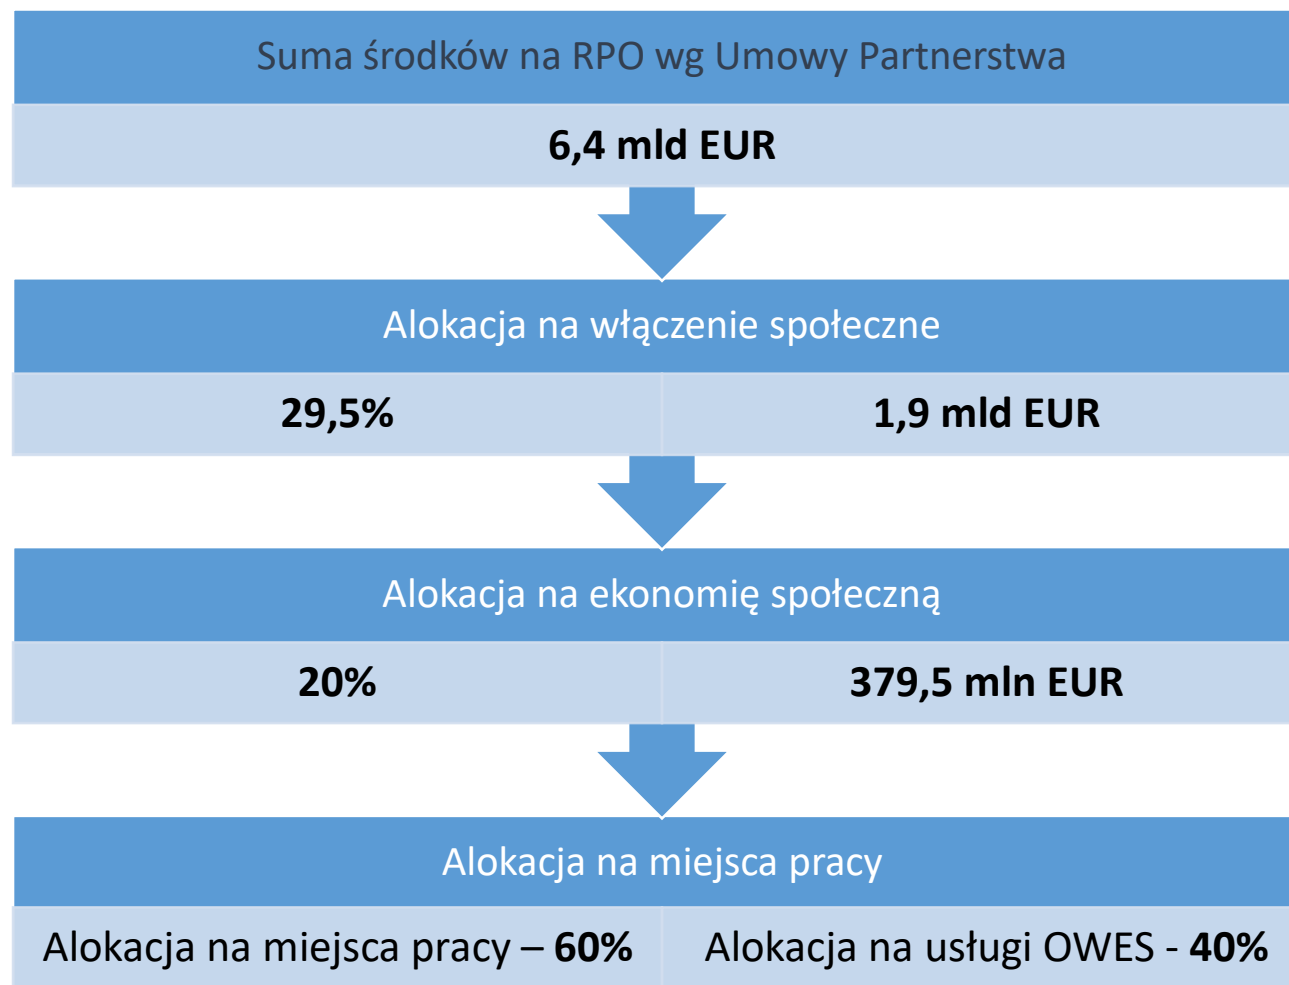 Suma środków na RPO wg Umowy Partnerstwa
6,4 mld EUR
Alokacja na włączenie społeczne
29,5%
1,9 mld EUR
Alokacja na ekonomię społeczną
20%
379,5 mln EUR
Alokacja na miejsca pracy
Alokacja na miejsca pracy – 60%
Alokacja na usługi OWES - 40%